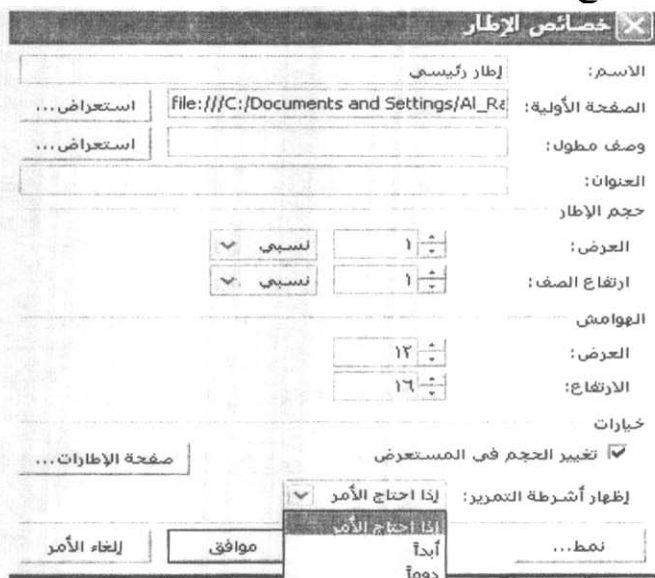 خصائص الإطار
الاسم: إطار رئيسي
الصفحة الأولية: file:///C:/Documents and Settings/Al_Ra استعراض...
وصف مطول: استعراض...
العنوان:
حجم الإطار
العرض: ١ نسبي
ارتفاع الصف: ١ نسبي
الهوامش
العرض: ١٢
الارتفاع: ١٦
خيارات
تغيير الحجم في المستعرض صفحة الإطارات...
إظهار أشرطة التمرير: إذا احتاج الأمر
إذا احتاج الأمر
أبداً
دوماً
نمط... موافق إلغاء الأمر